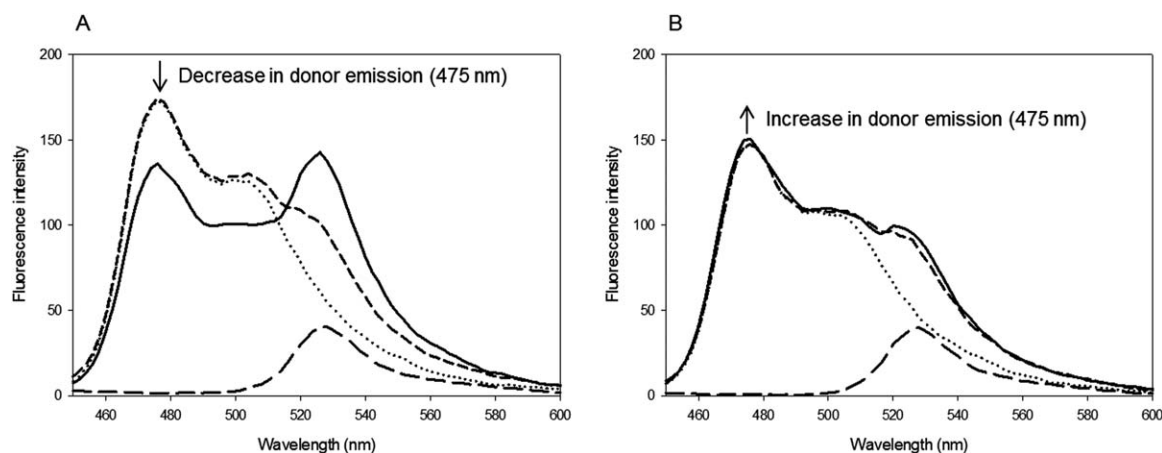 A
200
150
100
50
0
Fluorescence intensity
Decrease in donor emission (475 nm)
460 480 500 520 540 560 580 600
Wavelength (nm)
B
200
150
100
50
0
Fluorescence intensity
Increase in donor emission (475 nm)
460 480 500 520 540 560 580 600
Wavelength (nm)